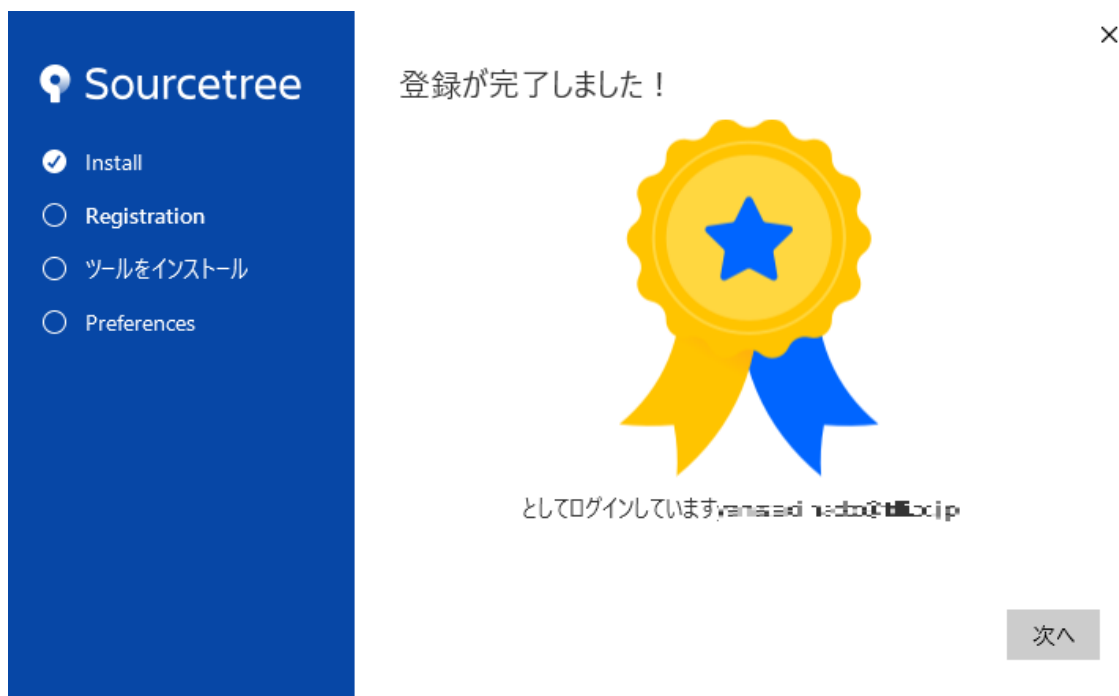 Sourcetree
Install
Registration
ツールをインストール
Preferences
登録が完了しました！
としてログインしています
次へ